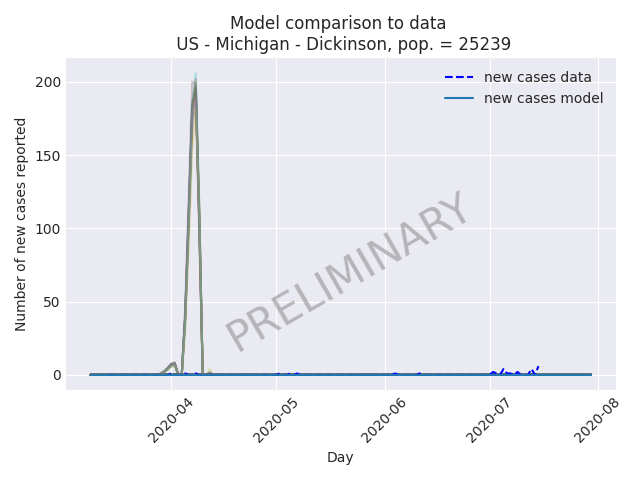 Model comparison to data
US - Michigan - Dickinson, pop. = 25239
new cases data
new cases model
Number of new cases reported
200
150
100
50
0
PRELIMINARY
2020-04
2020-05
2020-06
2020-07
2020-08
Day